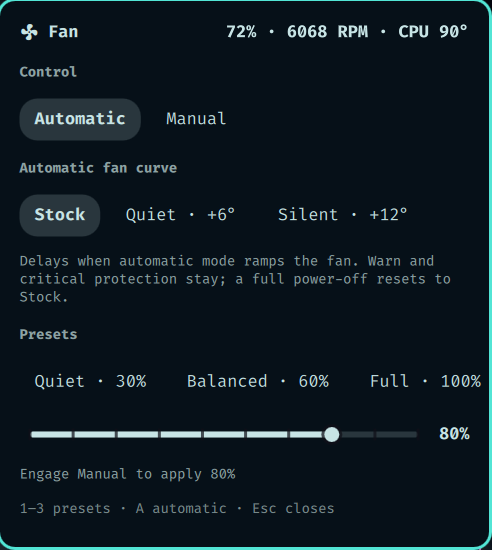 Fan 72% · 6068 RPM · CPU 90°
Control
Automatic Manual
Automatic fan curve
Stock Quiet · +6° Silent · +12°
Delays when automatic mode ramps the fan. Warn and
critical protection stay; a full power-off resets to
Stock.
Presets
Quiet · 30% Balanced · 60% Full · 100%
80%
Engage Manual to apply 80%
1–3 presets · A automatic · Esc closes